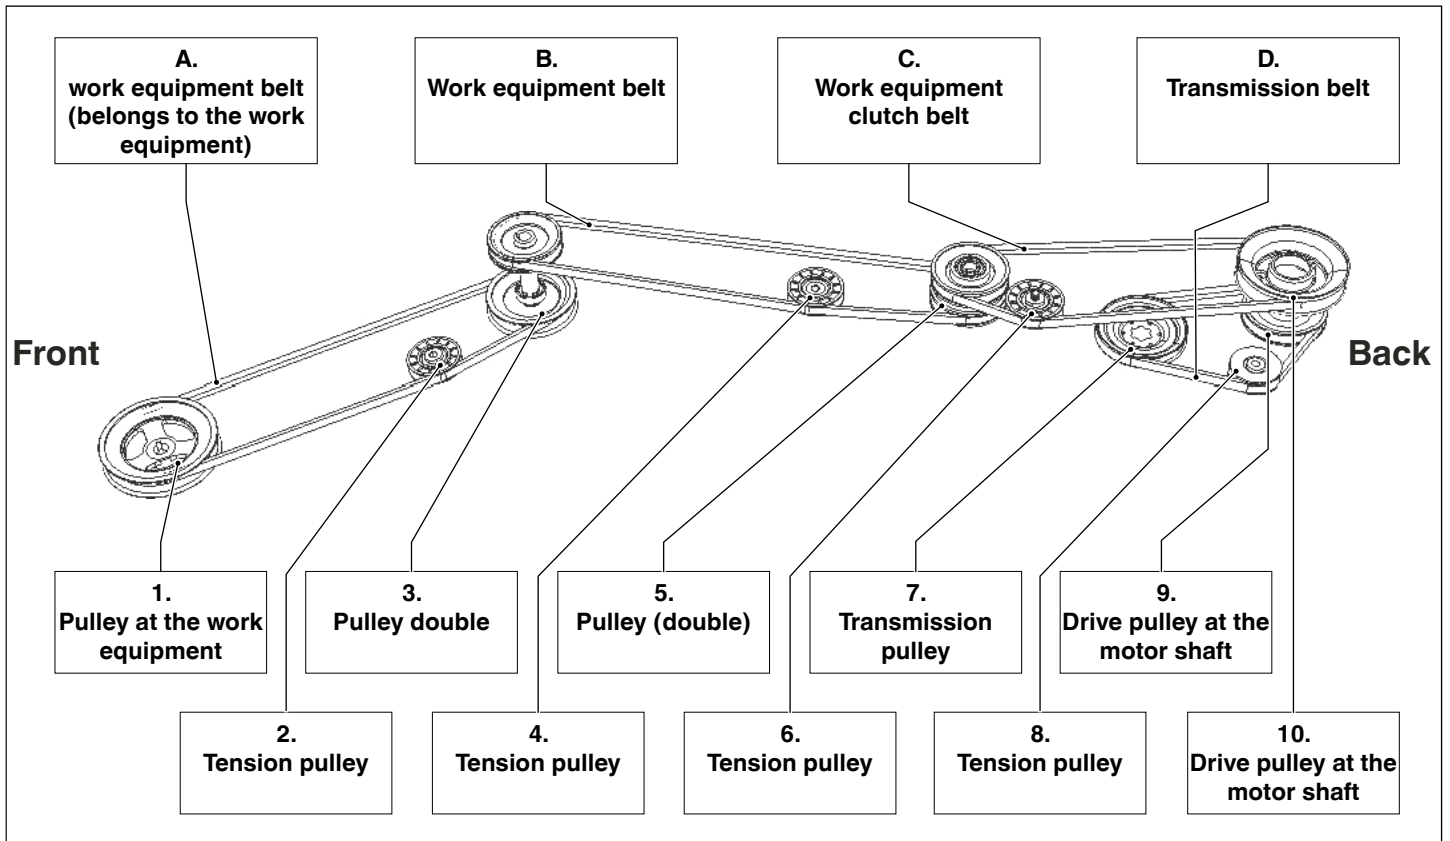 A.
work equipment belt
(belongs to the work
equipment)
B.
Work equipment belt
C.
Work equipment
clutch belt
D.
Transmission belt
Front
Back
1.
Pulley at the work
equipment
3.
Pulley double
5.
Pulley (double)
7.
Transmission
pulley
9.
Drive pulley at the
motor shaft
2.
Tension pulley
4.
Tension pulley
6.
Tension pulley
8.
Tension pulley
10.
Drive pulley at the
motor shaft